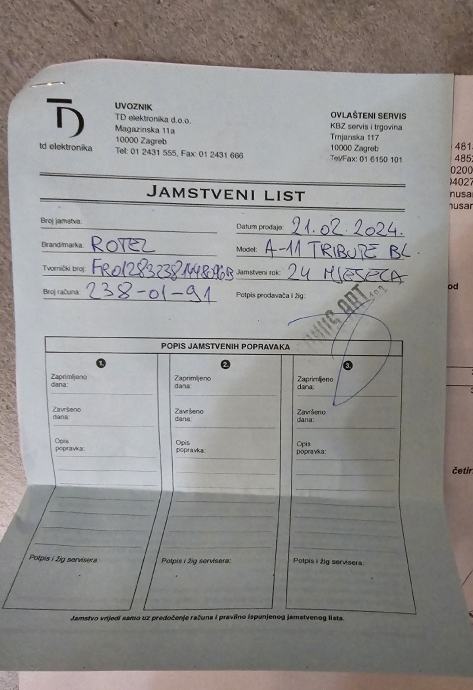 TD
td elektronika
UVOZNIK
TD elektronika d.o.o.
Magazinska 11a
10000 Zagreb
Tel: 01 2431 555, Fax: 01 2431 666
OVLAŠTENI SERVIS
KBZ servis i trgovina
Trnjanska 117
10000 Zagreb
Tel/Fax: 01 6150 101
JAMSTVENI LIST
Broj jamstva:
Datum prodaje: 21.02.2024.
Brand/marka: ROTEL
Model: A-11 TRIBUTE BL
Tvornički broj:
Jamstveni rok: 24 MJESECA
Broj računa: 238-01-91
Potpis prodavača i žig:
ART
POPIS JAMSTVENIH POPRAVAKA
1. 2. 3.
Zaprimljeno dana: Zaprimljeno dana: Zaprimljeno dana:
Završeno dana: Završeno dana: Završeno dana:
Opis popravka: Opis popravka: Opis popravka:
Potpis i žig servisera: Potpis i žig servisera: Potpis i žig servisera:
Jamstvo vrijedi samo uz predočenje računa i pravilno ispunjenog jamstvenog lista.